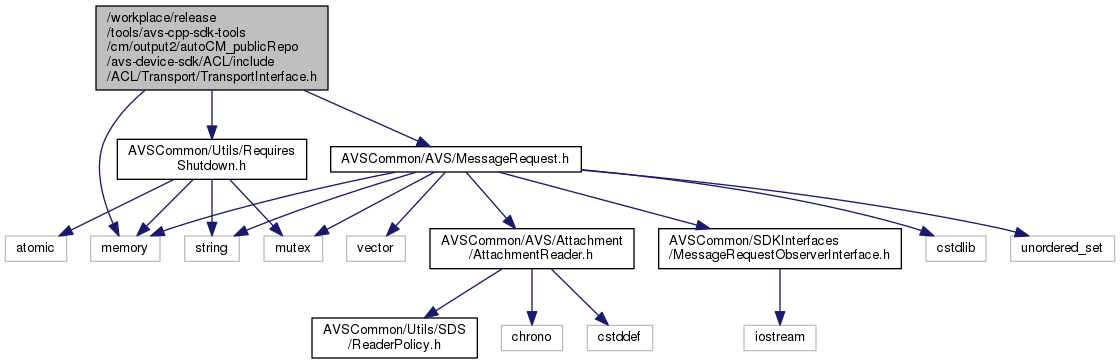 /workplace/release
/tools/avs-cpp-sdk-tools
/cm/output2/autoCM_publicRepo
/avs-device-sdk/ACL/include
/ACL/Transport/TransportInterface.h
AVSCommon/Utils/Requires
Shutdown.h
AVSCommon/AVS/MessageRequest.h
atomic
memory
string
mutex
vector
AVSCommon/AVS/Attachment
/AttachmentReader.h
AVSCommon/SDKInterfaces
/MessageRequestObserverInterface.h
cstdlib
unordered_set
AVSCommon/Utils/SDS
/ReaderPolicy.h
chrono
cstddef
iostream